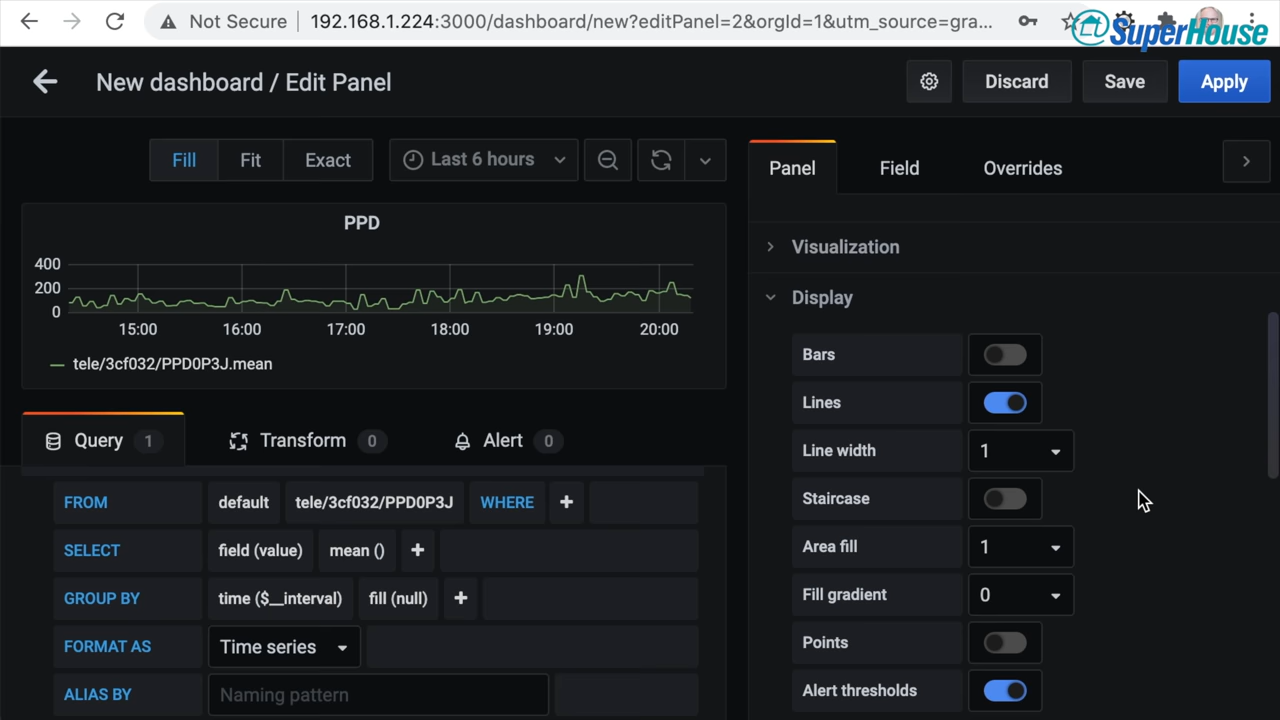 Not Secure
192.168.1.224:3000/dashboard/new?editPanel=2&orgId=1&utm_source=gra...
SuperHouse
New dashboard / Edit Panel
Discard
Save
Apply
Fill
Fit
Exact
Last 6 hours
PPD
400
200
0
15:00
16:00
17:00
18:00
19:00
20:00
tele/3cf032/PPD0P3J.mean
Query 1
Transform 0
Alert 0
FROM default tele/3cf032/PPD0P3J WHERE +
SELECT field (value) mean () +
GROUP BY time ($__interval) fill (null) +
FORMAT AS Time series
ALIAS BY Naming pattern
Panel
Field
Overrides
Visualization
Display
Bars
Lines
Line width 1
Staircase
Area fill 1
Fill gradient 0
Points
Alert thresholds